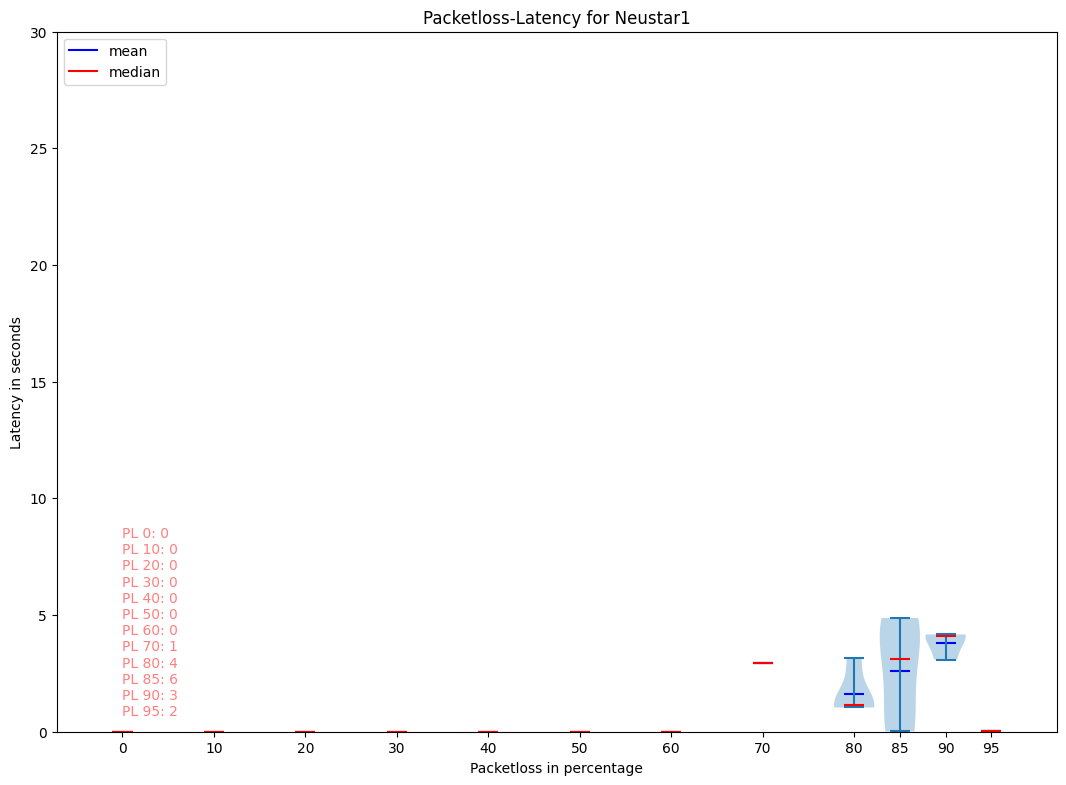 Packetloss-Latency for Neustar1
mean
median
30
25
20
15
10
5
0
Latency in seconds
PL 0: 0
PL 10: 0
PL 20: 0
PL 30: 0
PL 40: 0
PL 50: 0
PL 60: 0
PL 70: 1
PL 80: 4
PL 85: 6
PL 90: 3
PL 95: 2
0 10 20 30 40 50 60 70 80 85 90 95
Packetloss in percentage